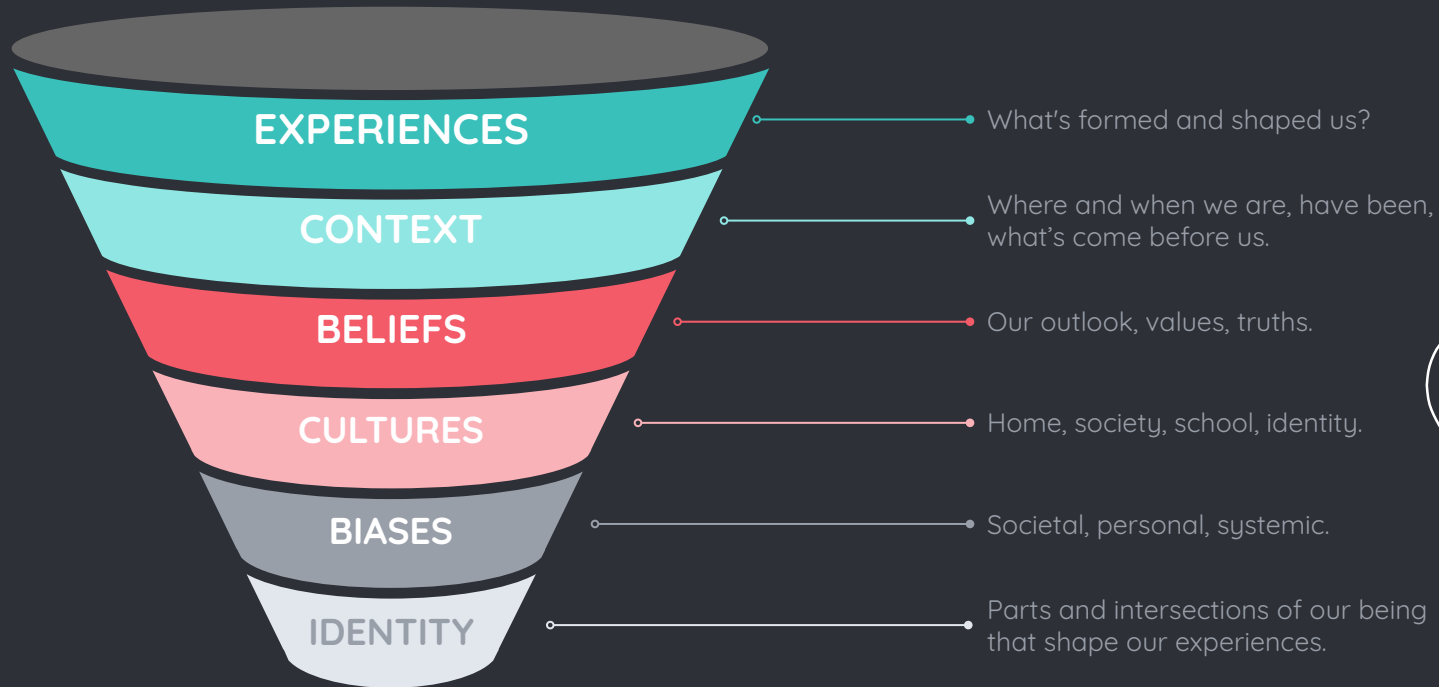 EXPERIENCES
What's formed and shaped us?
CONTEXT
Where and when we are, have been,
what’s come before us.
BELIEFS
Our outlook, values, truths.
CULTURES
Home, society, school, identity.
BIASES
Societal, personal, systemic.
IDENTITY
Parts and intersections of our being
that shape our experiences.